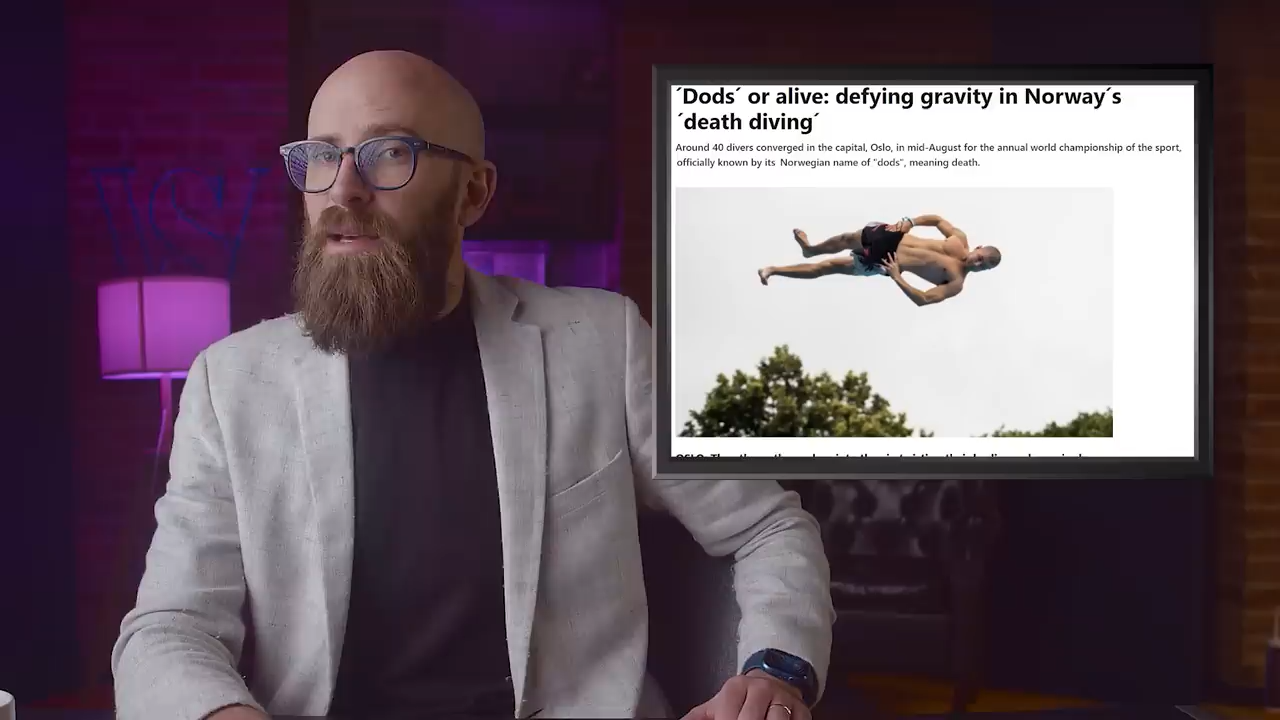 ´Dods´ or alive: defying gravity in Norway´s
´death diving´
Around 40 divers converged in the capital, Oslo, in mid-August for the annual world championship of the sport,
officially known by its Norwegian name of "dods", meaning death.